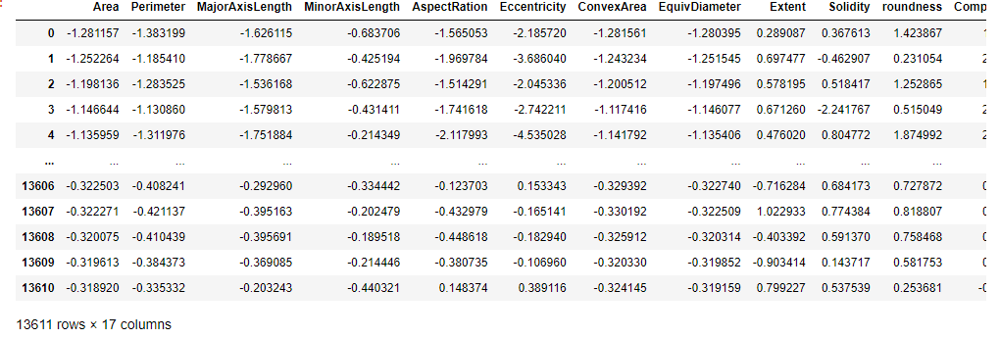 Area Perimeter MajorAxisLength MinorAxisLength AspectRation Eccentricity ConvexArea EquivDiameter Extent Solidity roundness Comp
0 -1.281157 -1.383199 -1.626115 -0.683706 -1.565053 -2.185720 -1.281561 -1.280395 0.289087 0.367613 1.423867
1 -1.252264 -1.185410 -1.778667 -0.425194 -1.969784 -3.686040 -1.243234 -1.251545 0.697477 -0.462907 0.231054 2
2 -1.198136 -1.283525 -1.536168 -0.622875 -1.514291 -2.045336 -1.200512 -1.197496 0.578195 0.518417 1.252865 1
3 -1.146644 -1.130860 -1.579813 -0.431411 -1.741618 -2.742211 -1.117416 -1.146077 0.671260 -2.241767 0.515049 2
4 -1.135959 -1.311976 -1.751884 -0.214349 -2.117993 -4.535028 -1.141792 -1.135406 0.476020 0.804772 1.874992 2
... ... ... ... ... ... ... ... ... ... ... ...
13606 -0.322503 -0.408241 -0.292960 -0.334442 -0.123703 0.153343 -0.329392 -0.322740 -0.716284 0.684173 0.727872 0
13607 -0.322271 -0.421137 -0.395163 -0.202479 -0.432979 -0.165141 -0.330192 -0.322509 1.022933 0.774384 0.818807 0
13608 -0.320075 -0.410439 -0.395691 -0.189518 -0.448618 -0.182940 -0.325912 -0.320314 -0.403392 0.591370 0.758468 0
13609 -0.319613 -0.384373 -0.369085 -0.214446 -0.380735 -0.106960 -0.320330 -0.319852 -0.903414 0.143717 0.581753 0
13610 -0.318920 -0.335332 -0.203243 -0.440321 0.148374 0.389116 -0.324145 -0.319159 0.799227 0.537539 0.253681 -0
13611 rows × 17 columns